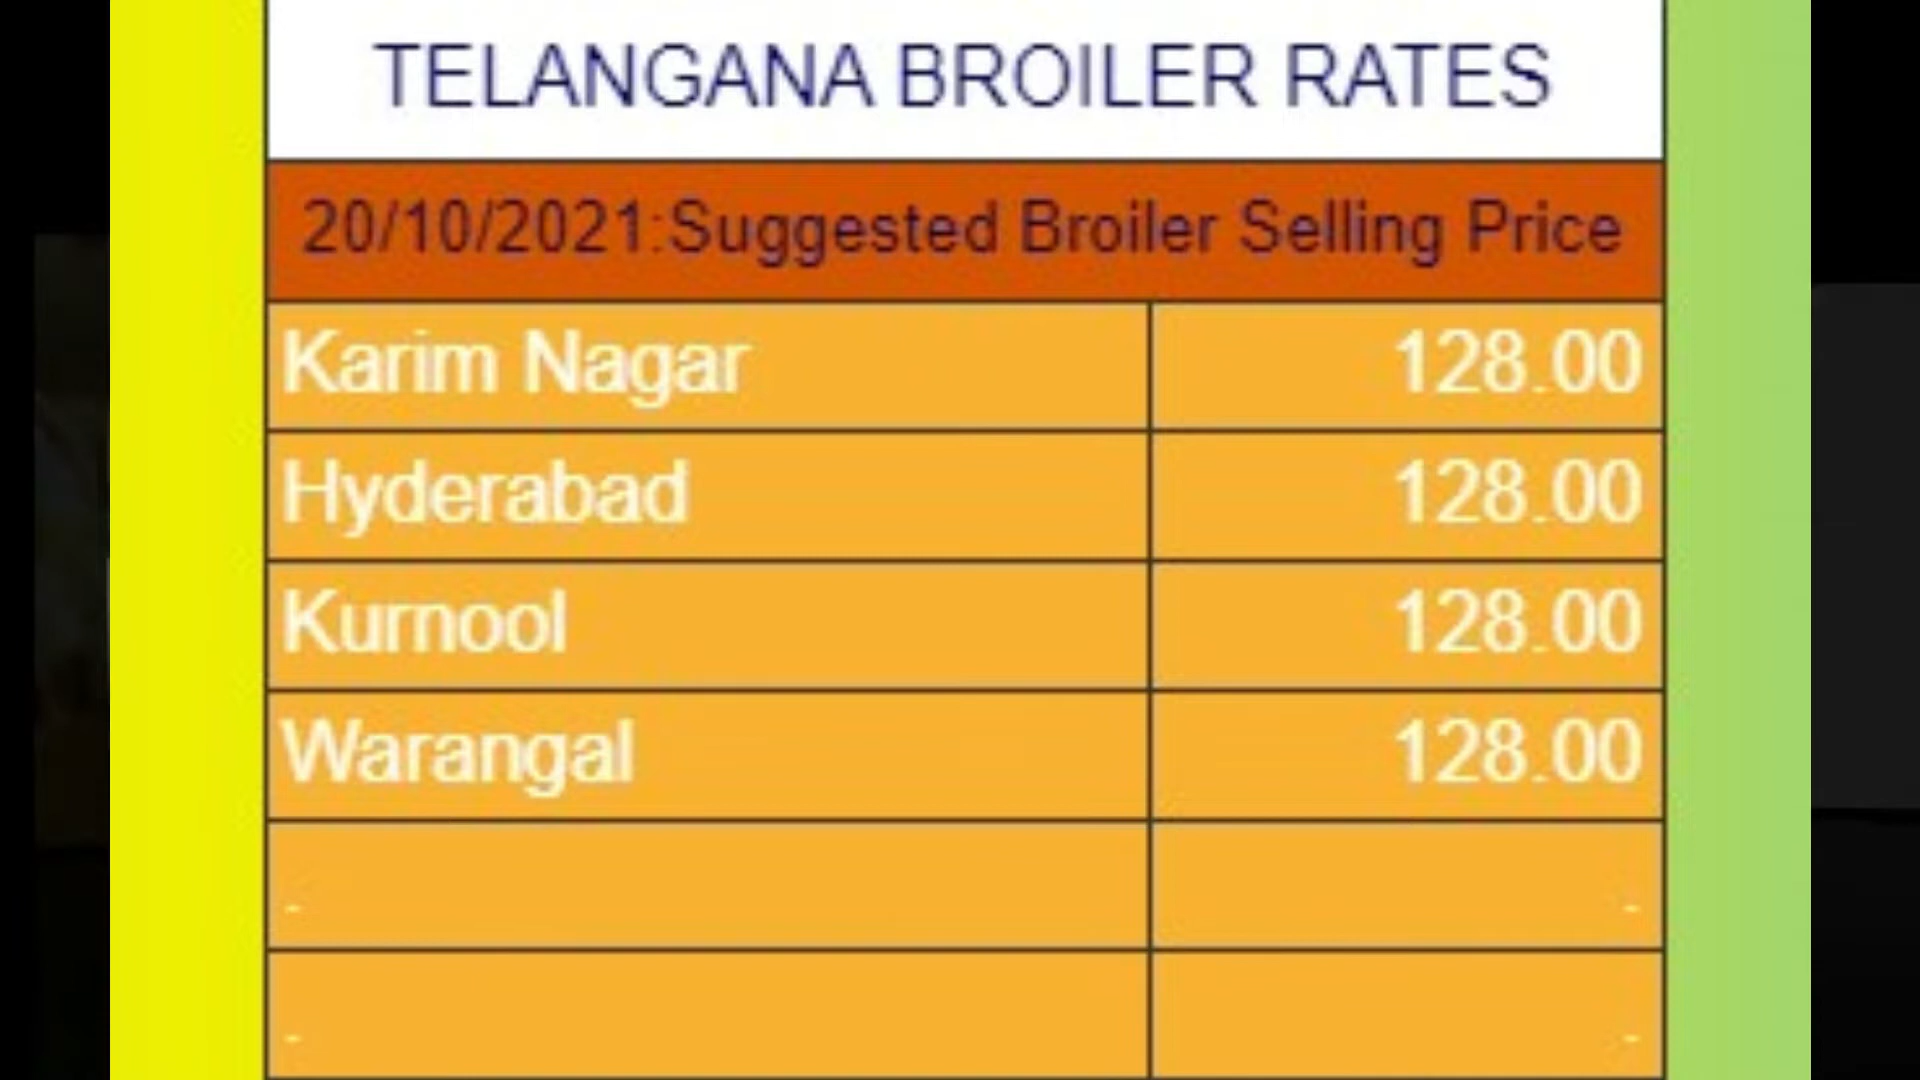 TELANGANA BROILER RATES
20/10/2021:Suggested Broiler Selling Price
Karim Nagar 128.00
Hyderabad 128.00
Kurnool 128.00
Warangal 128.00
- -
- -